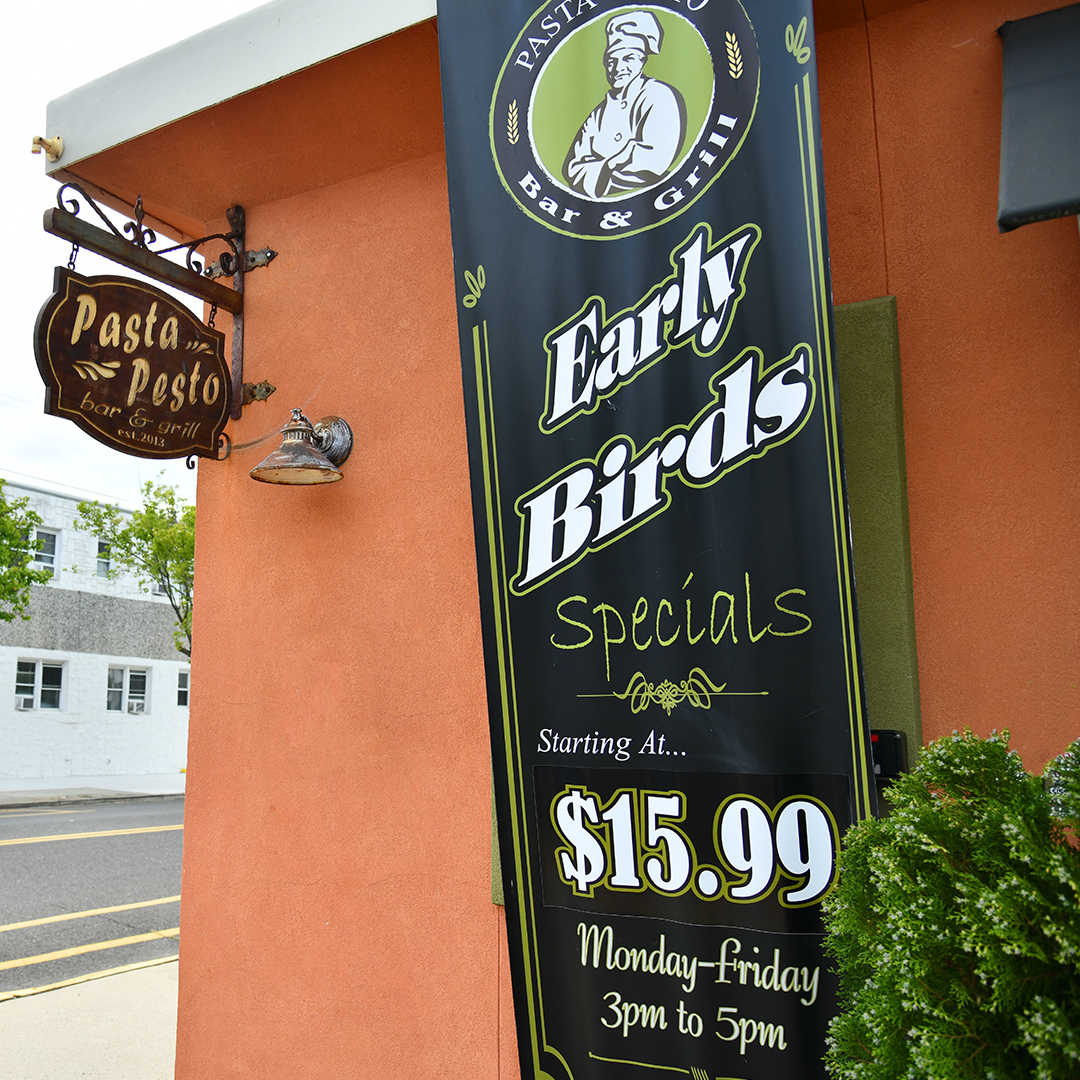 Pasta
Pesto
bar & grill
est. 2013
PASTA
Bar & Grill
Early
Birds
Specials
Starting At...
$15.99
Monday–Friday
3pm to 5pm